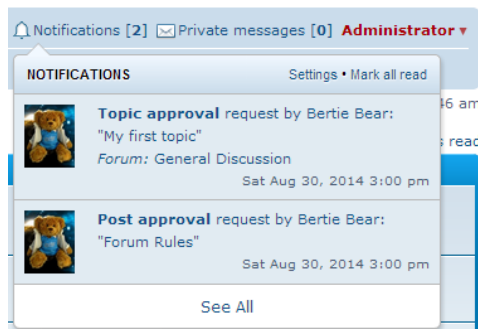 Notifications [2] Private messages [0] Administrator ▾
NOTIFICATIONS Settings • Mark all read
46 am
Topic approval request by Bertie Bear:
"My first topic"
Forum: General Discussion
Sat Aug 30, 2014 3:00 pm
Post approval request by Bertie Bear:
"Forum Rules"
Sat Aug 30, 2014 3:00 pm
See All